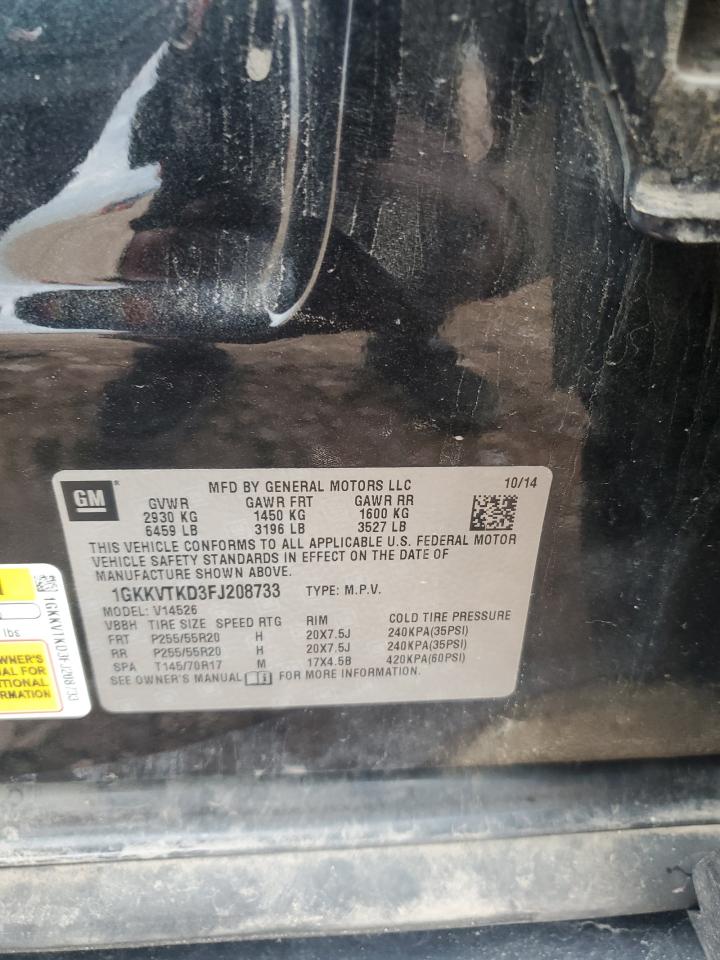 GM
MFD BY GENERAL MOTORS LLC 10/14
GVWR GAWR FRT GAWR RR
2930 KG 1450 KG 1600 KG
6459 LB 3196 LB 3527 LB
THIS VEHICLE CONFORMS TO ALL APPLICABLE U.S. FEDERAL MOTOR
VEHICLE SAFETY STANDARDS IN EFFECT ON THE DATE OF
MANUFACTURE SHOWN ABOVE.
1GKKVTKD3FJ208733 TYPE: M.P.V.
MODEL: V14526
VBBH TIRE SIZE SPEED RTG RIM COLD TIRE PRESSURE
FRT P255/55R20 H 20X7.5J 240KPA(35PSI)
RR P255/55R20 H 20X7.5J 240KPA(35PSI)
SPA T145/70R17 M 17X4.5B 420KPA(60PSI)
SEE OWNER'S MANUAL FOR MORE INFORMATION.
lbs
1GKKVTKD3FJ208733
WNER'S
FOR